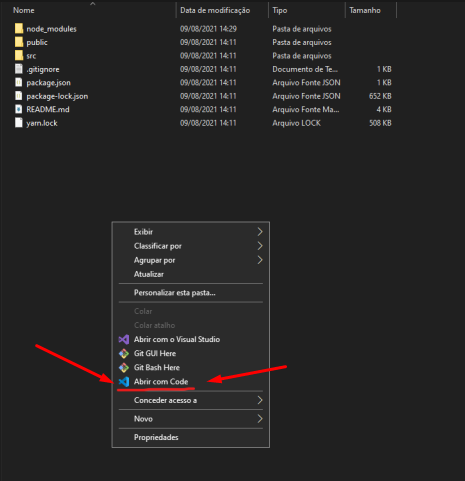 Nome Data de modificação Tipo Tamanho
node_modules 09/08/2021 14:29 Pasta de arquivos
public 09/08/2021 14:11 Pasta de arquivos
src 09/08/2021 14:11 Pasta de arquivos
.gitignore 09/08/2021 14:11 Documento de Te... 1 KB
package.json 09/08/2021 14:11 Arquivo Fonte JSON 1 KB
package-lock.json 09/08/2021 14:11 Arquivo Fonte JSON 652 KB
README.md 09/08/2021 14:11 Arquivo Fonte Ma... 4 KB
yarn.lock 09/08/2021 14:11 Arquivo LOCK 508 KB
Exibir
Classificar por
Agrupar por
Atualizar
Personalizar esta pasta...
Colar
Colar atalho
Abrir com o Visual Studio
Git GUI Here
Git Bash Here
Abrir com Code
Conceder acesso a
Novo
Propriedades